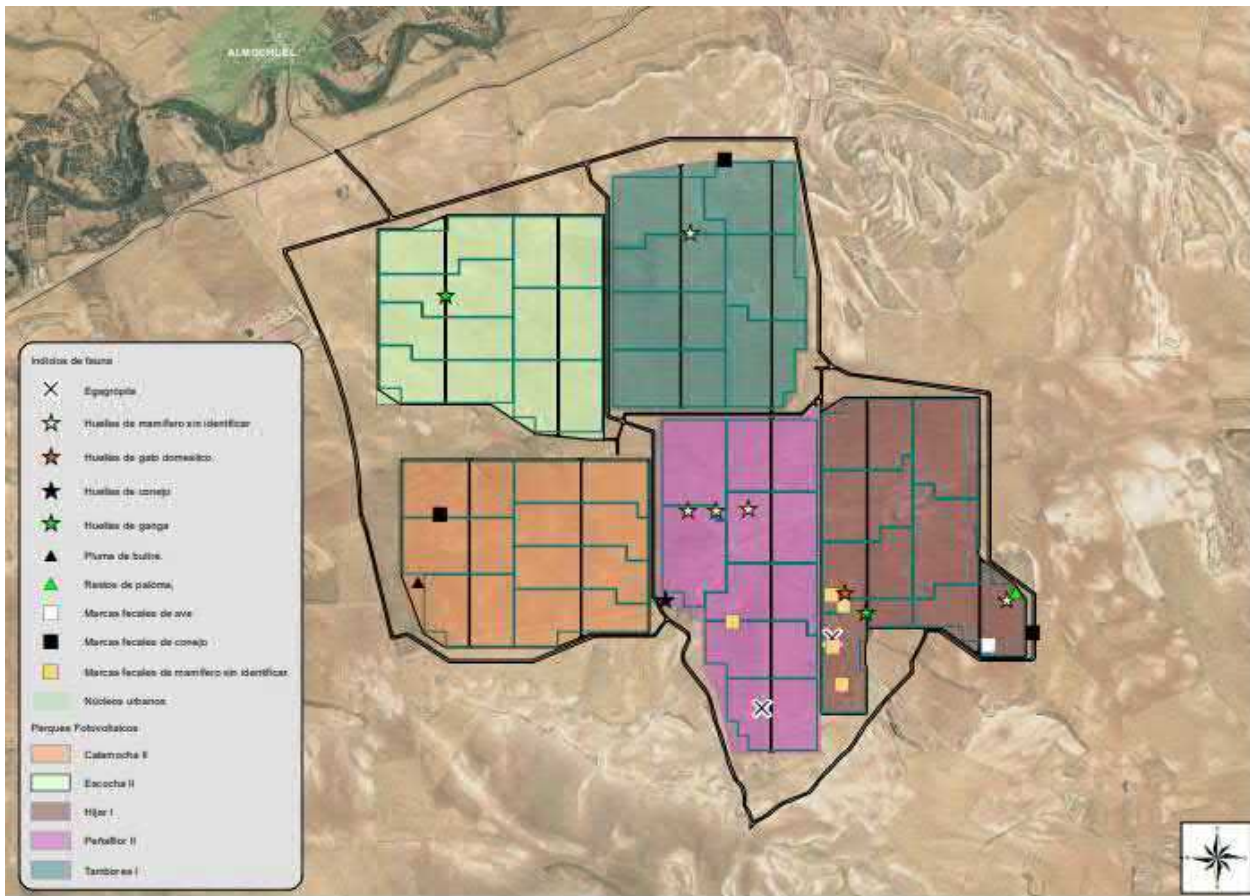 ALMOCHUEL
Indicios de fauna
Egagrópila
Huellas de mamífero sin identificar
Huellas de gato doméstico.
Huellas de conejo
Huellas de ganga
Pluma de buitre.
Restos de paloma,
Marcas fecales de ave
Marcas fecales de conejo
Marcas fecales de mamífero sin identificar
Núcleos urbanos
Parques Fotovoltaicos
Calamocha II
Escocha II
Hijar I
Peñaflor II
Tambores I